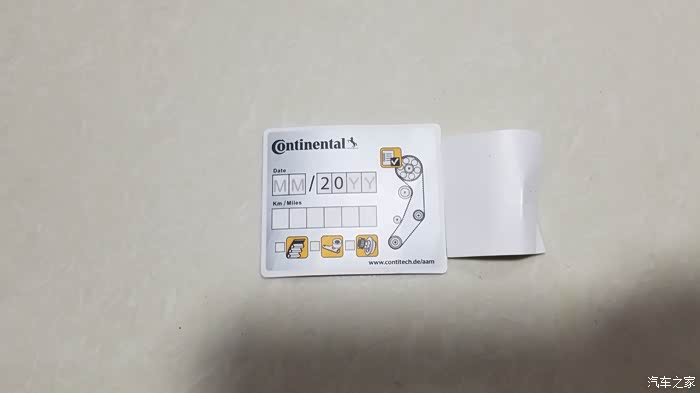 Continental
Date
MM/20YY
Km/Miles
www.contitech.de/aam
汽车之家